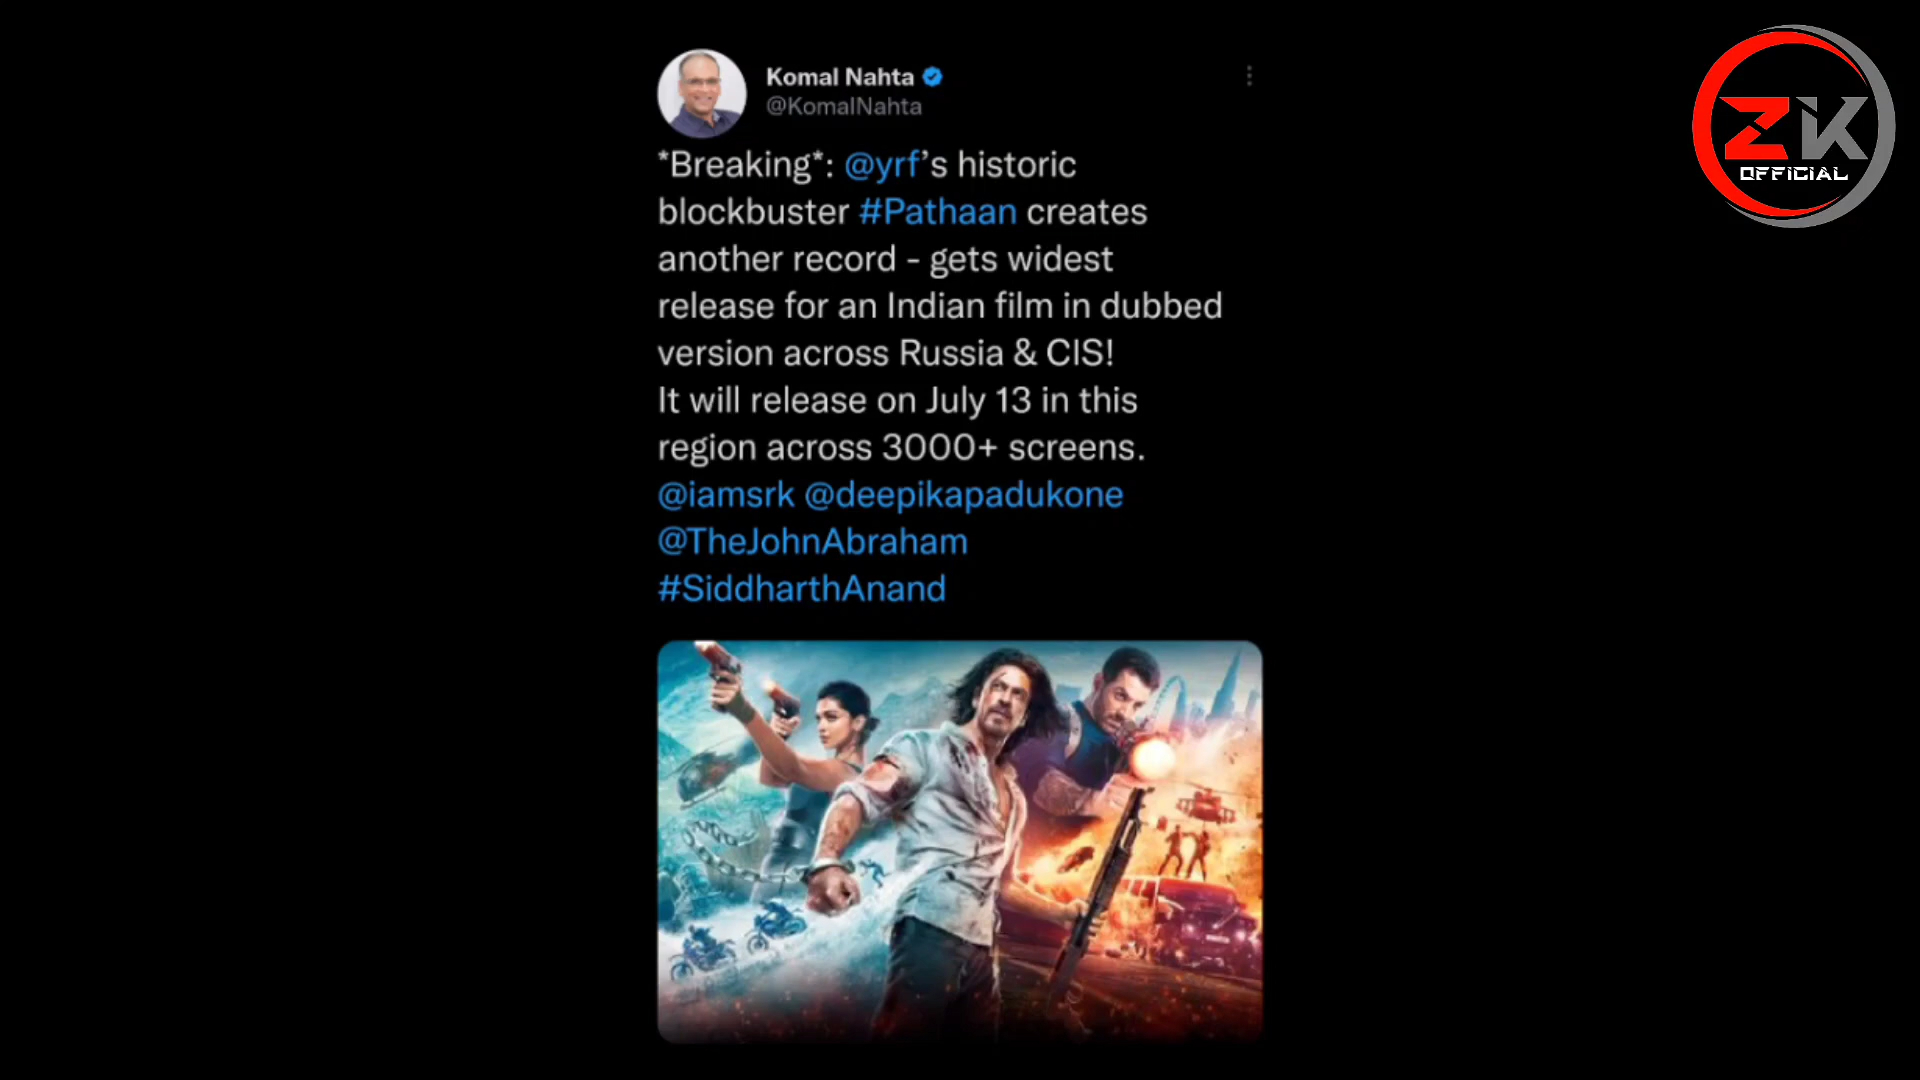 Komal Nahta
@KomalNahta
*Breaking*: @yrf’s historic
blockbuster #Pathaan creates
another record - gets widest
release for an Indian film in dubbed
version across Russia & CIS!
It will release on July 13 in this
region across 3000+ screens.
@iamsrk @deepikapadukone
@TheJohnAbraham
#SiddharthAnand
ZK
OFFICIAL